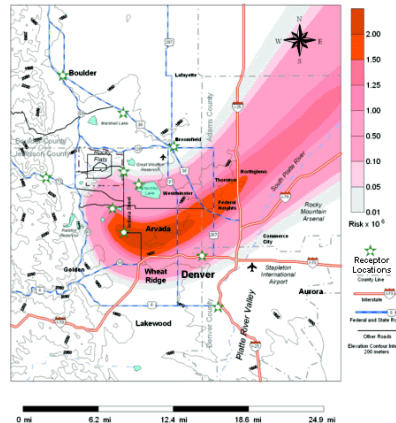 N
W
E
S
Boulder
Lafayette
Marshall Lake
Boulder County
Jefferson County
Adams County
Broomfield
Rocky
Flats
Great Western
Reservoir
Standley
Lake
Westminster
Thornton
Northglenn
South Platte River
Federal
Heights
Rocky
Mountain
Arsenal
Arvada
Commerce
City
Golden
Wheat
Ridge
Denver
Stapleton
International
Airport
Aurora
Lakewood
Denver County
Platte River Valley
2.00
1.50
1.00
0.50
0.10
0.05
0.01
Risk x 10 6
Receptor
Locations
County Line
Interstate
Federal and State Ro
Other Roads
Elevation Contour Inte
200 meters
0 mi
6.2 mi
12.4 mi
18.6 mi
24.9 mi